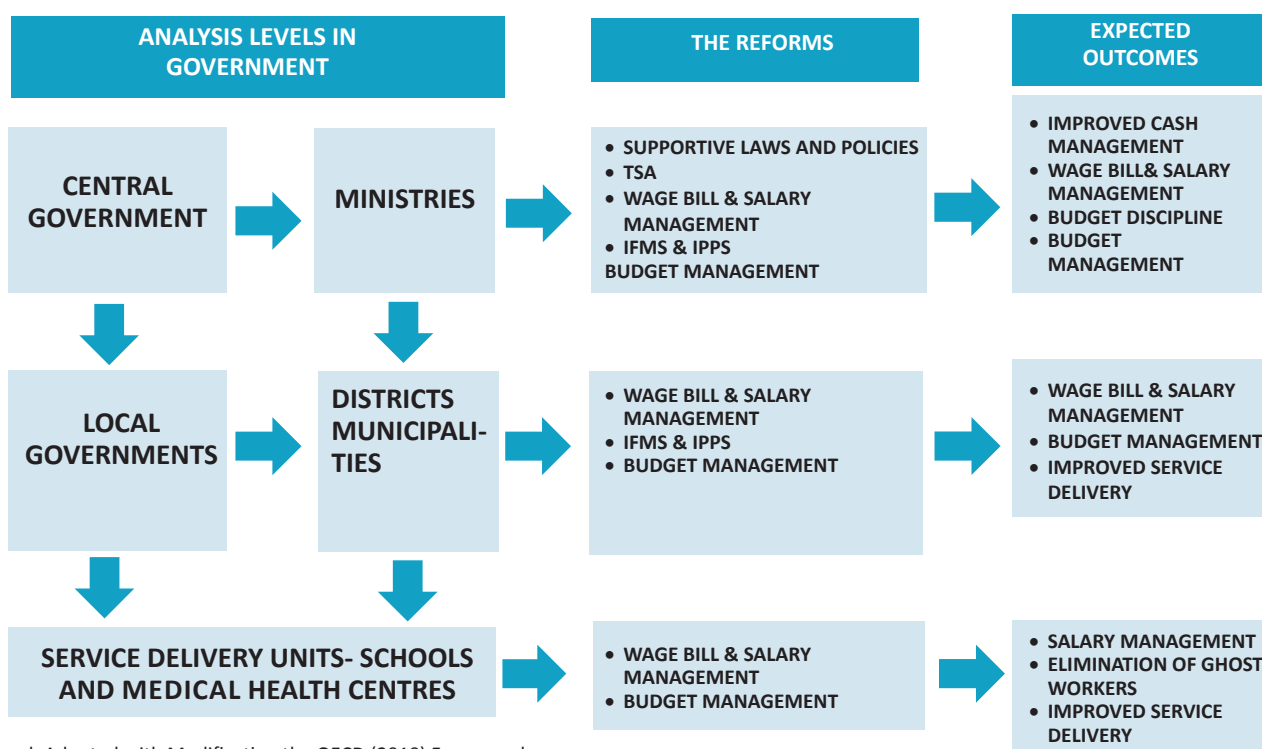 ANALYSIS LEVELS IN
GOVERNMENT
THE REFORMS
EXPECTED
OUTCOMES
CENTRAL
GOVERNMENT
MINISTRIES
• SUPPORTIVE LAWS AND POLICIES
• TSA
• WAGE BILL & SALARY
MANAGEMENT
• IFMS & IPPS
BUDGET MANAGEMENT
• IMPROVED CASH
MANAGEMENT
• WAGE BILL& SALARY
MANAGEMENT
• BUDGET DISCIPLINE
• BUDGET
MANAGEMENT
LOCAL
GOVERNMENTS
DISTRICTS
MUNICIPALI-
TIES
• WAGE BILL & SALARY
MANAGEMENT
• IFMS & IPPS
• BUDGET MANAGEMENT
• WAGE BILL & SALARY
MANAGEMENT
• BUDGET MANAGEMENT
• IMPROVED SERVICE
DELIVERY
SERVICE DELIVERY UNITS- SCHOOLS
AND MEDICAL HEALTH CENTRES
• WAGE BILL & SALARY
MANAGEMENT
• BUDGET MANAGEMENT
• SALARY MANAGEMENT
• ELIMINATION OF GHOST
WORKERS
• IMPROVED SERVICE
DELIVERY